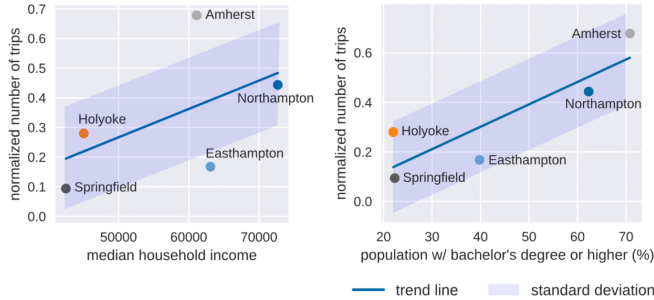 normalized number of trips
0.7
0.6
0.5
0.4
0.3
0.2
0.1
0.0
Amherst
Northampton
Holyoke
Easthampton
Springfield
50000 60000 70000
median household income
normalized number of trips
0.6
0.4
0.2
0.0
Amherst
Northampton
Holyoke
Easthampton
Springfield
20 30 40 50 60 70
population w/ bachelor's degree or higher (%)
trend line standard deviation